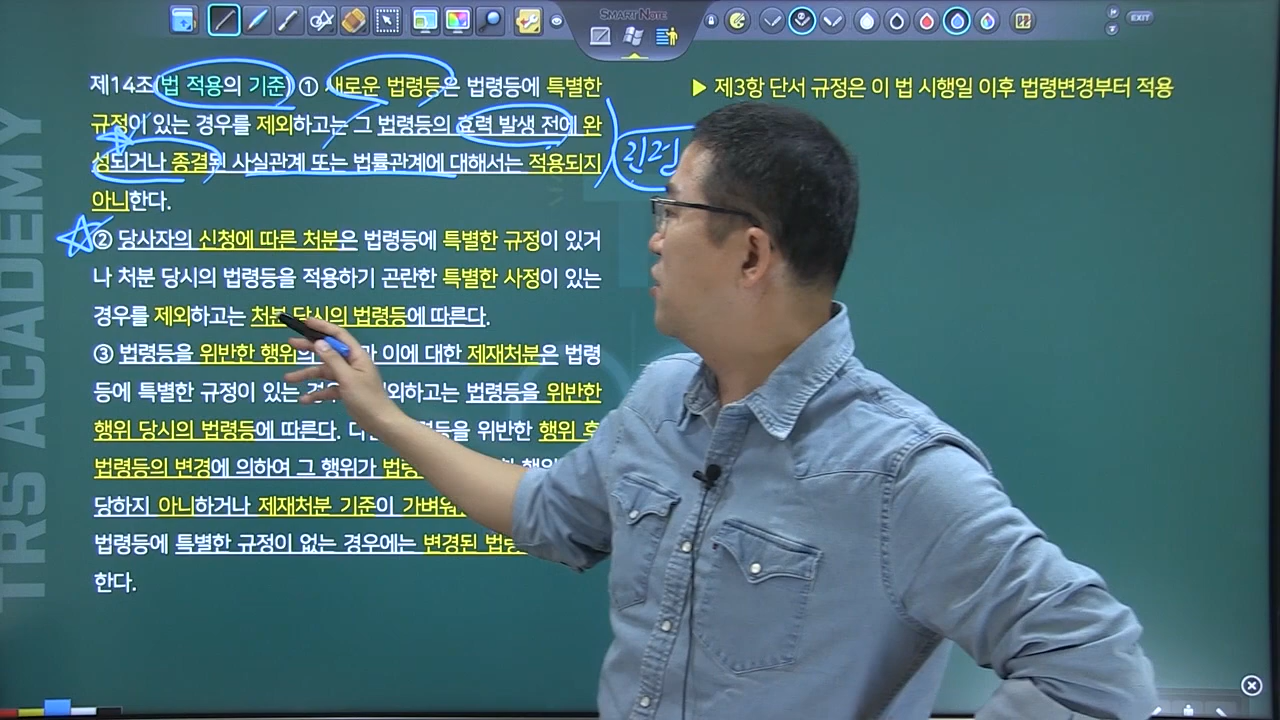 SMART NOTE
EXIT
제14조(법 적용의 기준) ① 새로운 법령등은 법령등에 특별한
규정이 있는 경우를 제외하고는 그 법령등의 효력 발생 전에 완
성되거나 종결된 사실관계 또는 법률관계에 대해서는 적용되지
아니한다.
② 당사자의 신청에 따른 처분은 법령등에 특별한 규정이 있거
나 처분 당시의 법령등을 적용하기 곤란한 특별한 사정이 있는
경우를 제외하고는 처분 당시의 법령등에 따른다.
③ 법령등을 위반한 행위의 이에 대한 제재처분은 법령
등에 특별한 규정이 있는 법령등을 위반한
행위 당시의 법령등에 따른다. 위반한 행위 후
법령등의 변경에 의하여 그 행위가
당하지 아니하거나 제재처분 기준이
법령등에 특별한 규정이 없는 경우에는 변경된
한다.
▶ 제3항 단서 규정은 이 법 시행일 이후 법령변경부터 적용
TRS ACADEMY